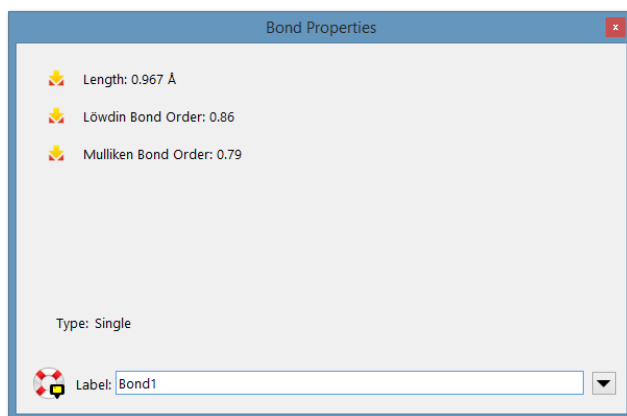 Bond Properties
x
Length: 0.967 Å
Löwdin Bond Order: 0.86
Mulliken Bond Order: 0.79
Type: Single
Label: Bond1